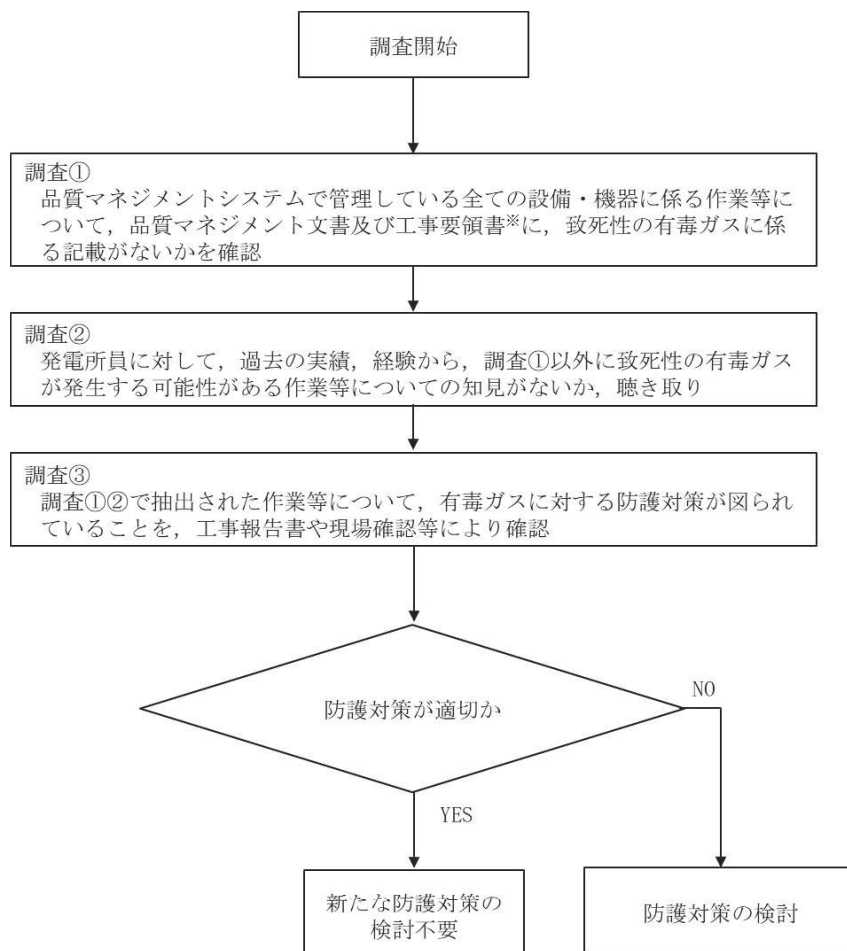 調査開始
調査①
品質マネジメントシステムで管理している全ての設備・機器に係る作業等に
ついて，品質マネジメント文書及び工事要領書※に，致死性の有毒ガスに係
る記載がないかを確認
調査②
発電所員に対して，過去の実績，経験から，調査①以外に致死性の有毒ガス
が発生する可能性がある作業等についての知見がないか，聴き取り
調査③
調査①②で抽出された作業等について，有毒ガスに対する防護対策が図られ
ていることを，工事報告書や現場確認等により確認
防護対策が適切か
NO
YES
新たな防護対策の
検討不要
防護対策の検討